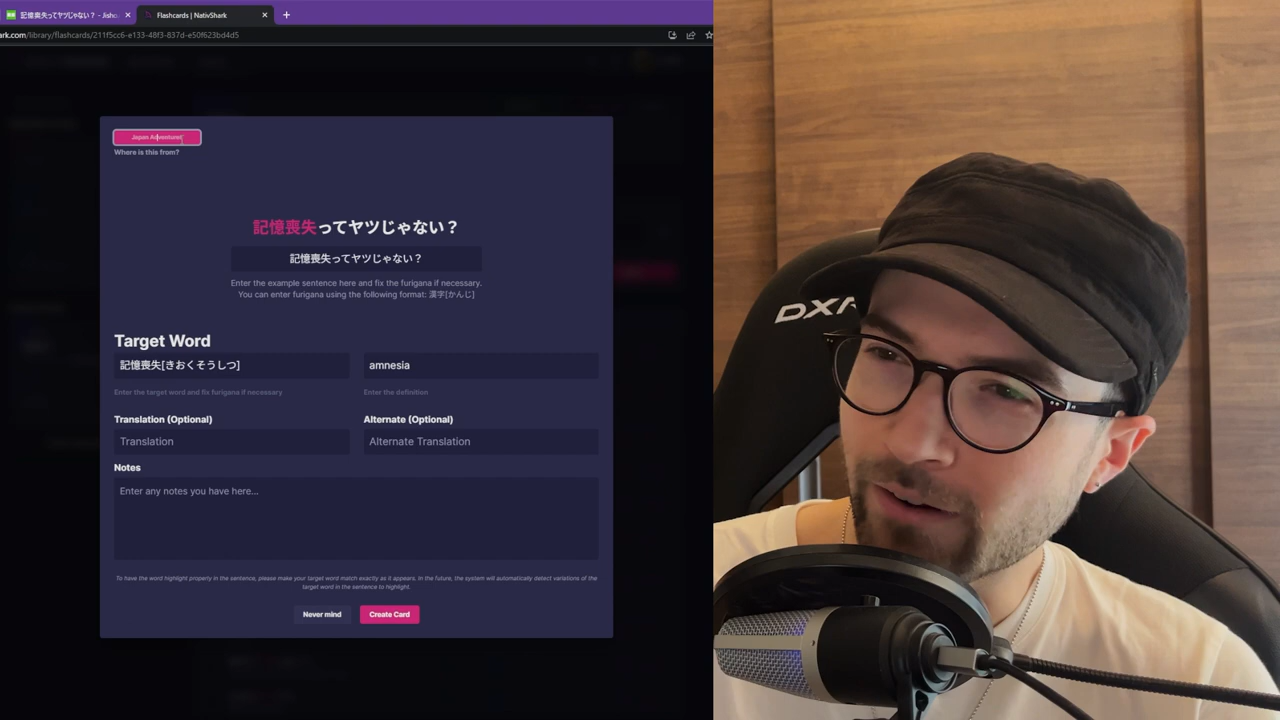 記憶喪失ってヤツじゃない？ - Jisho
Flashcards | NativShark
ark.com/library/flashcards/211f5cc6-e133-48f3-837d-e50f623bd4d5
Japan Adventure!
Where is this from?
記憶喪失ってヤツじゃない？
記憶喪失ってヤツじゃない？
Enter the example sentence here and fix the furigana if necessary.
You can enter furigana using the following format: 漢字[かんじ]
Target Word
記憶喪失[きおくそうしつ]
amnesia
Enter the target word and fix furigana if necessary
Enter the definition
Translation (Optional)
Alternate (Optional)
Translation
Alternate Translation
Notes
Enter any notes you have here...
To have the word highlight properly in the sentence, please make your target word match exactly as it appears. In the future, the system will automatically detect variations of the
target word in the sentence to highlight.
Never mind
Create Card